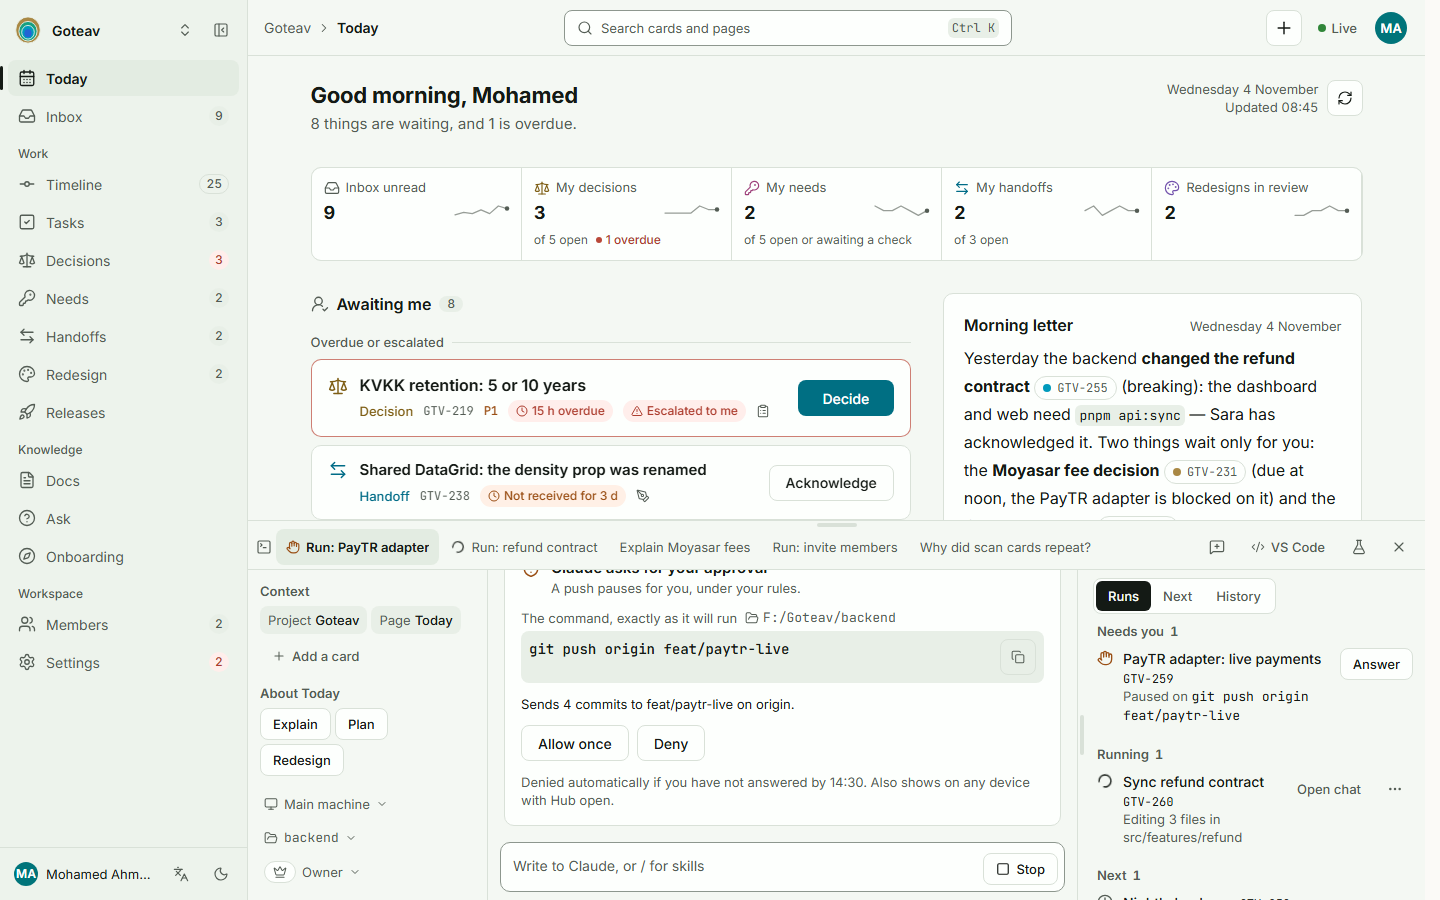 Goteav
Goteav > Today
Search cards and pages
Ctrl K
Live
MA
Today
Inbox 9
Work
Timeline 25
Tasks 3
Decisions 3
Needs 2
Handoffs 2
Redesign 2
Releases
Knowledge
Docs
Ask
Onboarding
Workspace
Members 2
Settings 2
MA Mohamed Ahm...
Good morning, Mohamed
8 things are waiting, and 1 is overdue.
Wednesday 4 November
Updated 08:45
Inbox unread
9
My decisions
3
of 5 open 1 overdue
My needs
2
of 5 open or awaiting a check
My handoffs
2
of 3 open
Redesigns in review
2
Awaiting me 8
Overdue or escalated
KVKK retention: 5 or 10 years
Decision GTV-219 P1 15 h overdue Escalated to me
Decide
Shared DataGrid: the density prop was renamed
Handoff GTV-238 Not received for 3 d
Acknowledge
Morning letter
Wednesday 4 November
Yesterday the backend changed the refund
contract GTV-255 (breaking): the dashboard
and web need pnpm api:sync — Sara has
acknowledged it. Two things wait only for you:
the Moyasar fee decision GTV-231 (due at
noon, the PayTR adapter is blocked on it) and the
Run: PayTR adapter
Run: refund contract
Explain Moyasar fees
Run: invite members
Why did scan cards repeat?
VS Code
Context
Project Goteav
Page Today
Add a card
About Today
Explain
Plan
Redesign
Main machine
backend
Owner
Claude asks for your approval
A push pauses for you, under your rules.
The command, exactly as it will run F:/Goteav/backend
git push origin feat/paytr-live
Sends 4 commits to feat/paytr-live on origin.
Allow once
Deny
Denied automatically if you have not answered by 14:30. Also shows on any device
with Hub open.
Write to Claude, or / for skills
Stop
Runs
Next
History
Needs you 1
PayTR adapter: live payments
GTV-259
Paused on git push origin
feat/paytr-live
Answer
Running 1
Sync refund contract
GTV-260
Editing 3 files in
src/features/refund
Open chat
Next 1